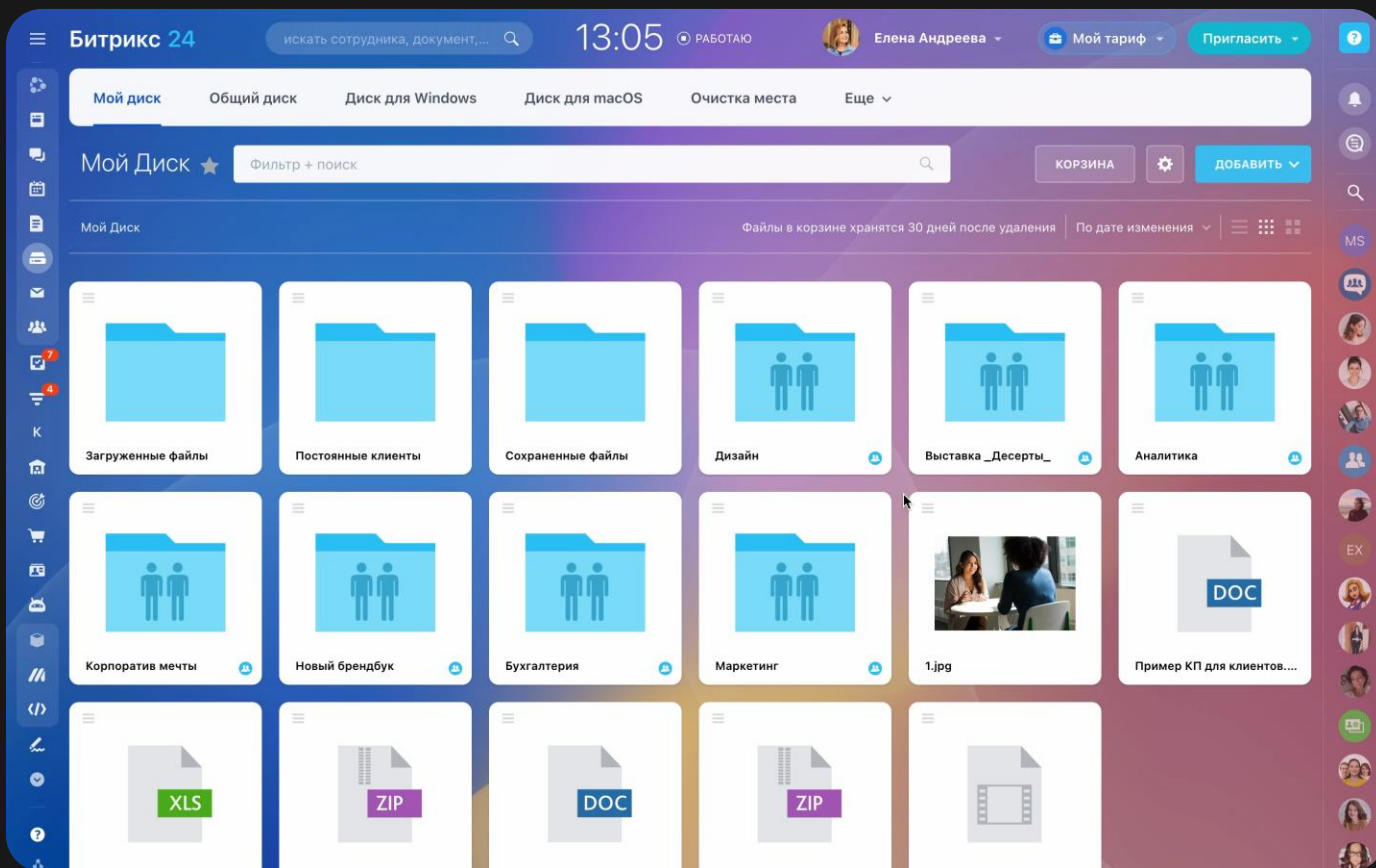 Битрикс 24
искать сотрудника, документ,...
13:05
РАБОТАЮ
Елена Андреева
Мой тариф
Пригласить
?
Мой диск
Общий диск
Диск для Windows
Диск для macOS
Очистка места
Еще
Мой Диск
Фильтр + поиск
КОРЗИНА
ДОБАВИТЬ
Мой Диск
Файлы в корзине хранятся 30 дней после удаления
По дате изменения
MS
7
4
К
Загруженные файлы
Постоянные клиенты
Сохраненные файлы
Дизайн
Выставка _Десерты_
Аналитика
DOC
EX
Корпоратив мечты
Новый брендбук
Бухгалтерия
Маркетинг
1.jpg
Пример КП для клиентов....
XLS
ZIP
DOC
ZIP
?